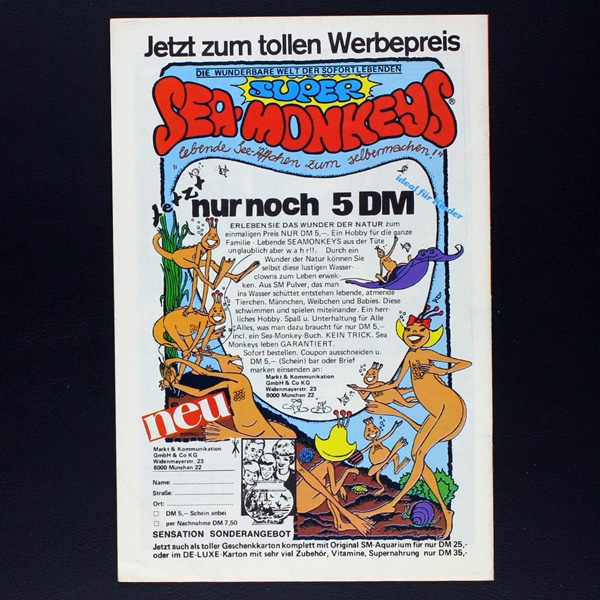 Jetzt zum tollen Werbepreis
DIE WUNDERBARE WELT DER SOFORTLEBENDEN
SUPER
SEA-MONKEYS®
"lebende See-Äffchen zum selbermachen!"
ideal für Kinder
Jetzt
nur noch 5 DM
ERLEBEN SIE DAS WUNDER DER NATUR zum
einmaligen Preis NUR DM 5,–. Ein Hobby für die ganze
Familie - Lebende SEAMONKEYS aus der Tüte
unglaublich aber w a h r!!. Durch ein
Wunder der Natur können Sie
selbst diese lustigen Wasser-
clowns zum Leben erwek-
ken. Aus SM Pulver, das man
ins Wasser schüttet entstehen lebende, atmende
Tierchen. Männchen, Weibchen und Babies. Diese
schwimmen und spielen miteinander. Ein herr-
liches Hobby. Spaß u. Unterhaltung für Alle
Alles, was man dazu braucht für nur DM 5,–
incl. ein Sea-Monkey-Buch. KEIN TRICK. Sea
Monkeys leben GARANTIERT.
Sofort bestellen. Coupon ausschneiden u.
DM 5,– (Schein) bar oder Brief
marken einsenden an:
Markt & Kommunikation
GmbH & Co KG
Widenmayerstr. 23
8000 München 22
neu
Markt & Kommunikation
GmbH & Co KG
Widenmayerstr. 23
8000 München 22
Name:
Straße:
Ort:
DM 5,– Schein anbei
per Nachnahme DM 7,50
SENSATION SONDERANGEBOT
Jetzt auch als toller Geschenkkarton komplett mit Original SM-Aquarium für nur DM 25,-
oder im DE-LUXE-Karton mit sehr viel Zubehör, Vitamine, Supernahrung nur DM 35,-